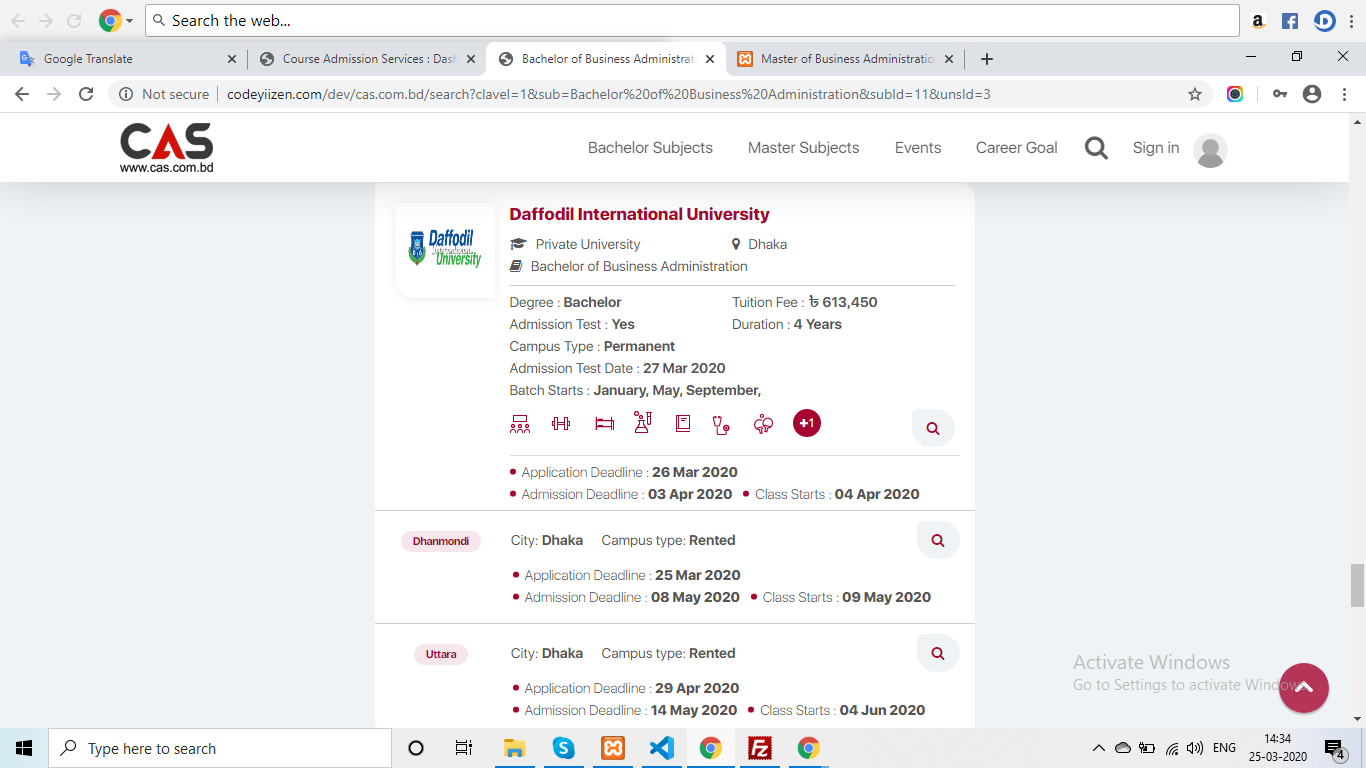 Search the web...
Google Translate
Course Admission Services : Dash
Bachelor of Business Administrat
Master of Business Administratio
Not secure codeyiizen.com/dev/cas.com.bd/search?clavel=1&sub=Bachelor%20of%20Business%20Administration&subId=11&unsId=3
CAS
www.cas.com.bd
Bachelor Subjects Master Subjects Events Career Goal Sign in
Daffodil International University
Daffodil International University
Private University Dhaka
Bachelor of Business Administration
Degree : Bachelor Tuition Fee : ৳ 613,450
Admission Test : Yes Duration : 4 Years
Campus Type : Permanent
Admission Test Date : 27 Mar 2020
Batch Starts : January, May, September,
+1
Application Deadline : 26 Mar 2020
Admission Deadline : 03 Apr 2020 Class Starts : 04 Apr 2020
Dhanmondi City: Dhaka Campus type: Rented
Application Deadline : 25 Mar 2020
Admission Deadline : 08 May 2020 Class Starts : 09 May 2020
Uttara City: Dhaka Campus type: Rented
Application Deadline : 29 Apr 2020
Admission Deadline : 14 May 2020 Class Starts : 04 Jun 2020
Activate Windows
Go to Settings to activate Windows.
Type here to search
ENG
14:34
25-03-2020
4